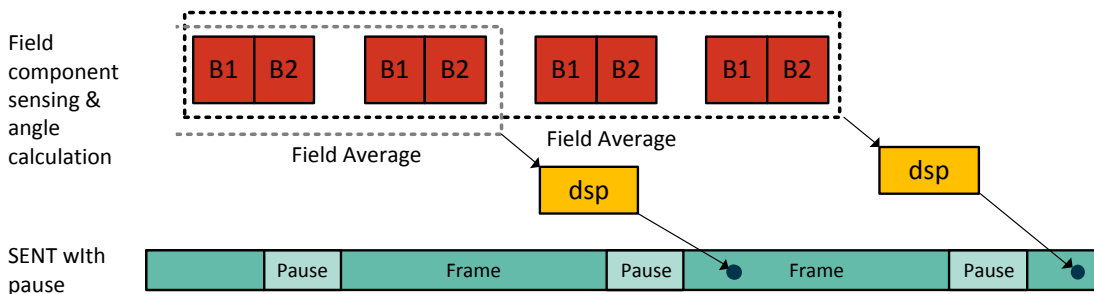 Field
component
sensing &
angle
calculation
B1 B2 B1 B2 B1 B2 B1 B2
Field Average
Field Average
dsp
dsp
SENT wIth
pause
Pause Frame Pause Frame Pause